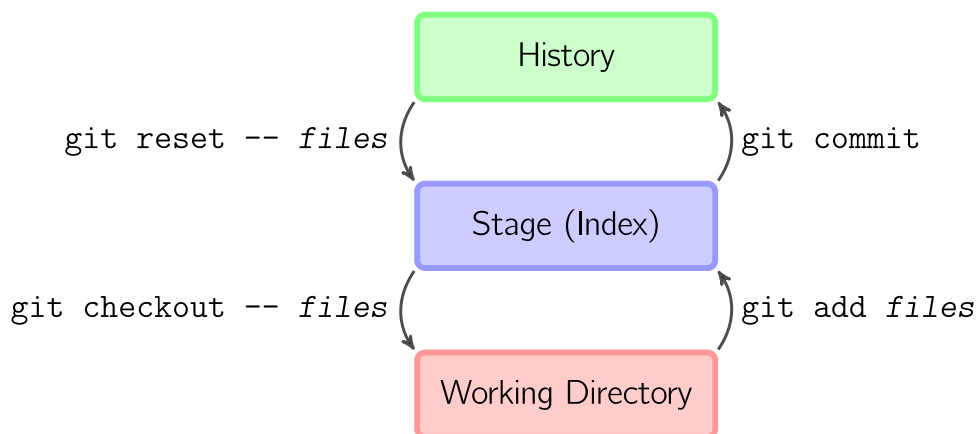 History
git reset -- files
git commit
Stage (Index)
git checkout -- files
git add files
Working Directory